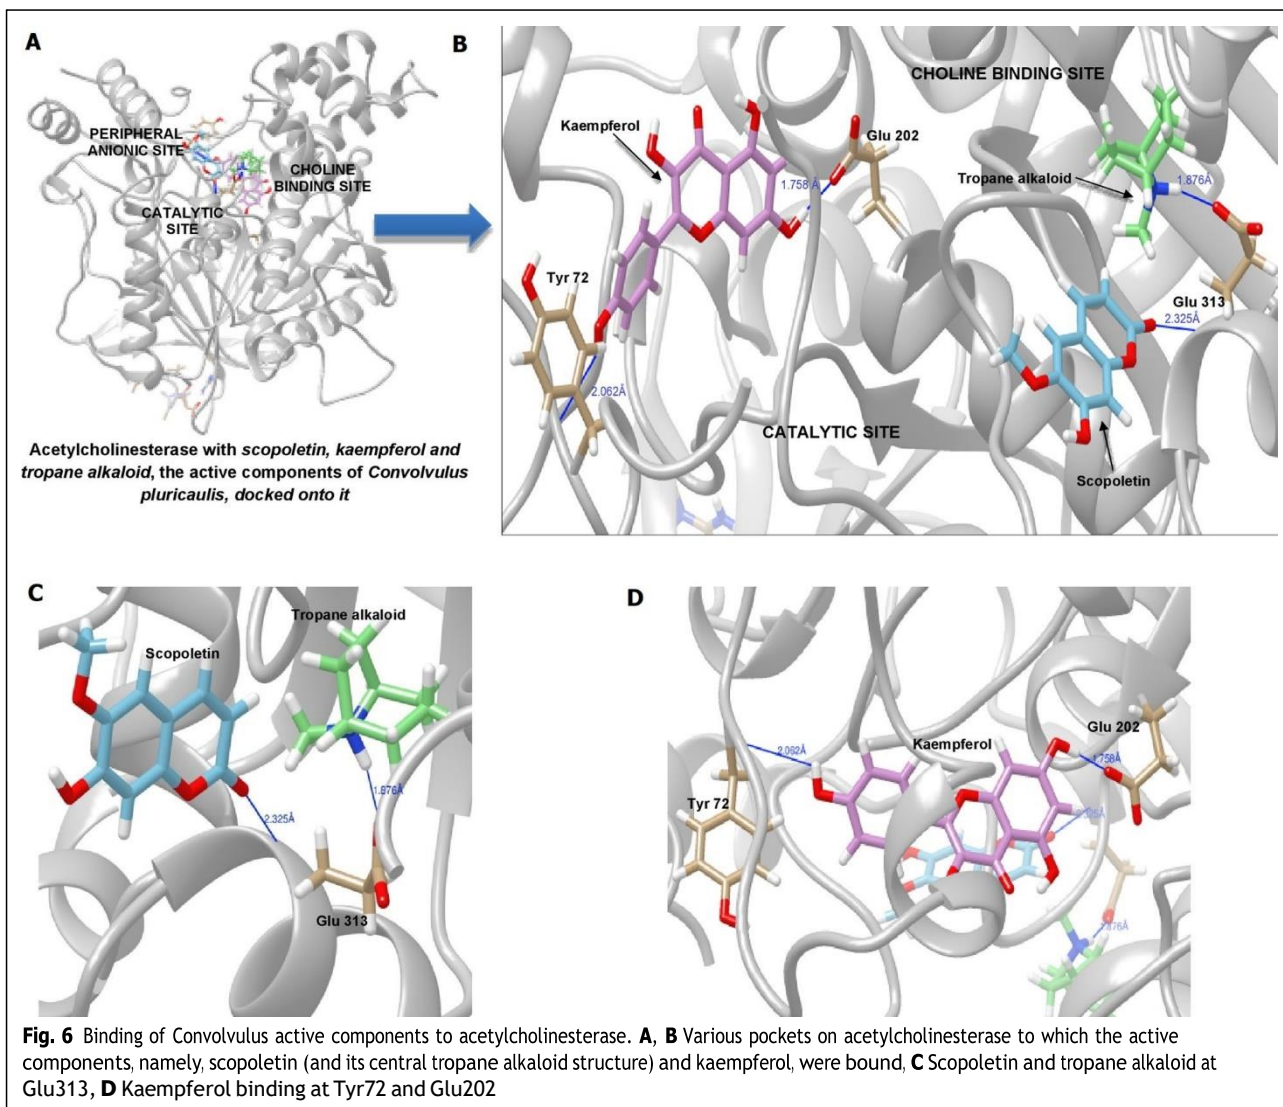 A
PERIPHERAL
ANIONIC SITE
CHOLINE
BINDING SITE
CATALYTIC
SITE
Acetylcholinesterase with scopoletin, kaempferol and
tropane alkaloid, the active components of Convolvulus
pluricaulis, docked onto it
B
CHOLINE BINDING SITE
Kaempferol
Glu 202
1.758 Å
Tropane alkaloid
1.876Å
Tyr 72
Glu 313
2.325Å
2.062Å
CATALYTIC SITE
Scopoletin
C
Tropane alkaloid
Scopoletin
1.876Å
2.325Å
Glu 313
D
Glu 202
Kaempferol
2.062Å
1.758Å
Tyr 72
2.325Å
1.876Å
Fig. 6 Binding of Convolvulus active components to acetylcholinesterase. A, B Various pockets on acetylcholinesterase to which the active
components, namely, scopoletin (and its central tropane alkaloid structure) and kaempferol, were bound, C Scopoletin and tropane alkaloid at
Glu313, D Kaempferol binding at Tyr72 and Glu202